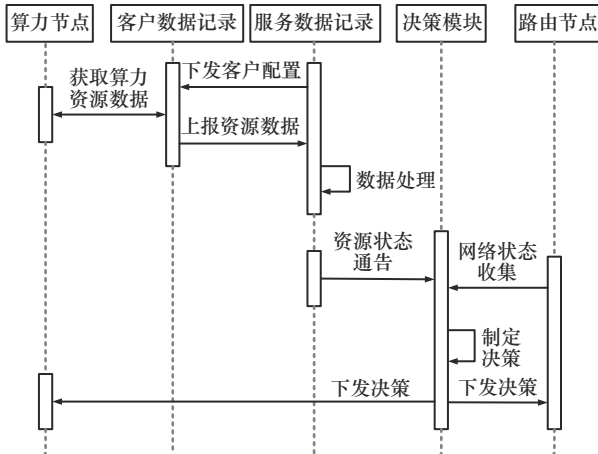 算力节点
客户数据记录
服务数据记录
决策模块
路由节点
获取算力
资源数据
下发客户配置
上报资源数据
数据处理
资源状态
通告
网络状态
收集
制定
决策
下发决策
下发决策